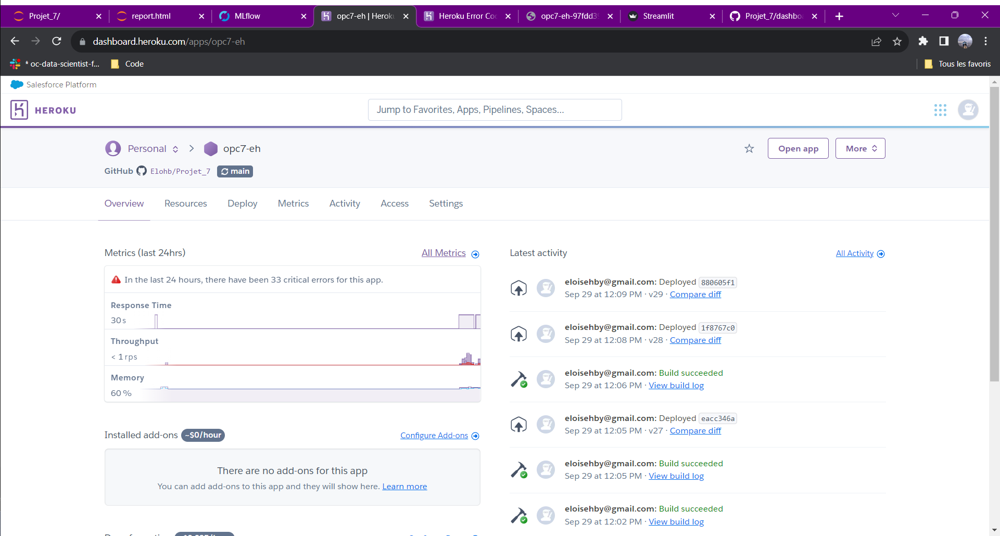 Projet_7/
report.html
MLflow
opc7-eh | Heroku
Heroku Error Co
opc7-eh-97fdd39
Streamlit
Projet_7/dashbo
dashboard.heroku.com/apps/opc7-eh
* oc-data-scientist-f...
Code
Tous les favoris
Salesforce Platform
HEROKU
Jump to Favorites, Apps, Pipelines, Spaces...
Personal
opc7-eh
Open app
More
GitHub Elohb/Projet_7 main
Overview
Resources
Deploy
Metrics
Activity
Access
Settings
Metrics (last 24hrs)
All Metrics
In the last 24 hours, there have been 33 critical errors for this app.
Response Time
30 s
Throughput
< 1 rps
Memory
60 %
Installed add-ons ~$0/hour
Configure Add-ons
There are no add-ons for this app
You can add add-ons to this app and they will show here. Learn more
Latest activity
All Activity
eloisehby@gmail.com: Deployed 880605f1
Sep 29 at 12:09 PM · v29 · Compare diff
eloisehby@gmail.com: Deployed 1f8767c0
Sep 29 at 12:08 PM · v28 · Compare diff
eloisehby@gmail.com: Build succeeded
Sep 29 at 12:06 PM · View build log
eloisehby@gmail.com: Deployed eacc346a
Sep 29 at 12:05 PM · v27 · Compare diff
eloisehby@gmail.com: Build succeeded
Sep 29 at 12:05 PM · View build log
eloisehby@gmail.com: Build succeeded
Sep 29 at 12:02 PM · View build log